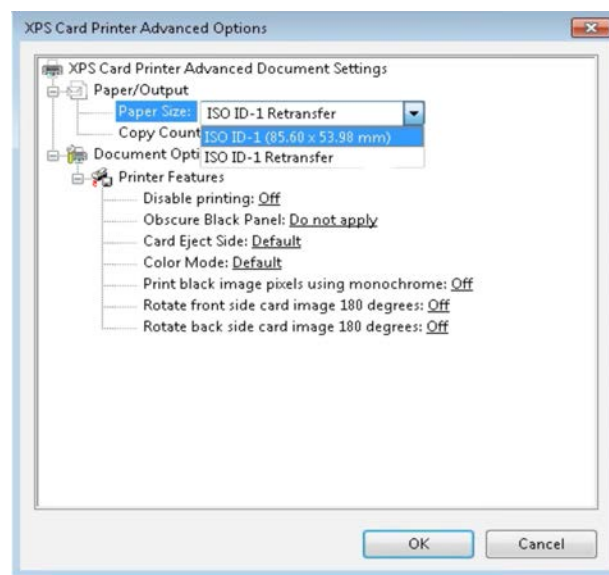 XPS Card Printer Advanced Options
XPS Card Printer Advanced Document Settings
Paper/Output
Paper Size: ISO ID-1 Retransfer
Copy Count
ISO ID-1 (85.60 x 53.98 mm)
Document Opti
ISO ID-1 Retransfer
Printer Features
Disable printing: Off
Obscure Black Panel: Do not apply
Card Eject Side: Default
Color Mode: Default
Print black image pixels using monochrome: Off
Rotate front side card image 180 degrees: Off
Rotate back side card image 180 degrees: Off
OK
Cancel